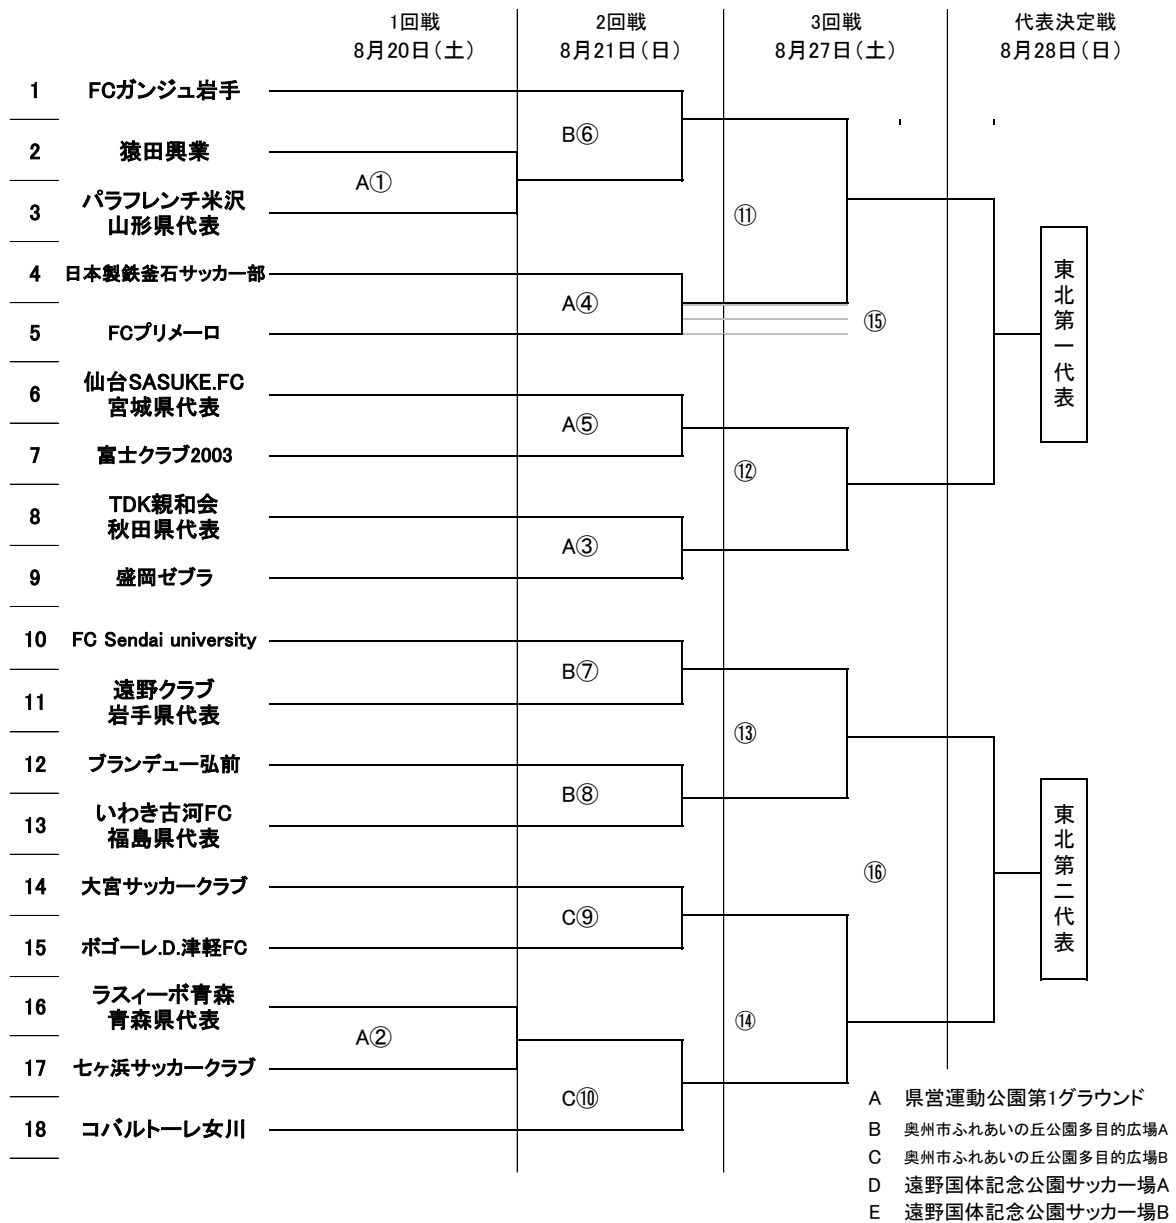 1回戦
2回戦
3回戦
代表決定戦
8月20日(土)
8月21日(日)
8月27日(土)
8月28日(日)
1
FCガンジュ岩手
B⑥
2
猿田興業
A①
3
パラフレンチ米沢
山形県代表
⑪
4
日本製鉄釜石サッカー部
A④
5
FCプリメーロ
⑮
東北第一代表
6
仙台SASUKE.FC
宮城県代表
A⑤
7
富士クラブ2003
⑫
8
TDK親和会
秋田県代表
A③
9
盛岡ゼブラ
10
FC Sendai university
B⑦
11
遠野クラブ
岩手県代表
⑬
12
ブランデュー弘前
B⑧
13
いわき古河FC
福島県代表
⑯
東北第二代表
14
大宮サッカークラブ
C⑨
15
ボゴーレ.D.津軽FC
16
ラスィーボ青森
青森県代表
A②
⑭
17
七ヶ浜サッカークラブ
C⑩
18
コバルトーレ女川
A 県営運動公園第1グラウンド
B 奥州市ふれあいの丘公園多目的広場A
C 奥州市ふれあいの丘公園多目的広場B
D 遠野国体記念公園サッカー場A
E 遠野国体記念公園サッカー場B